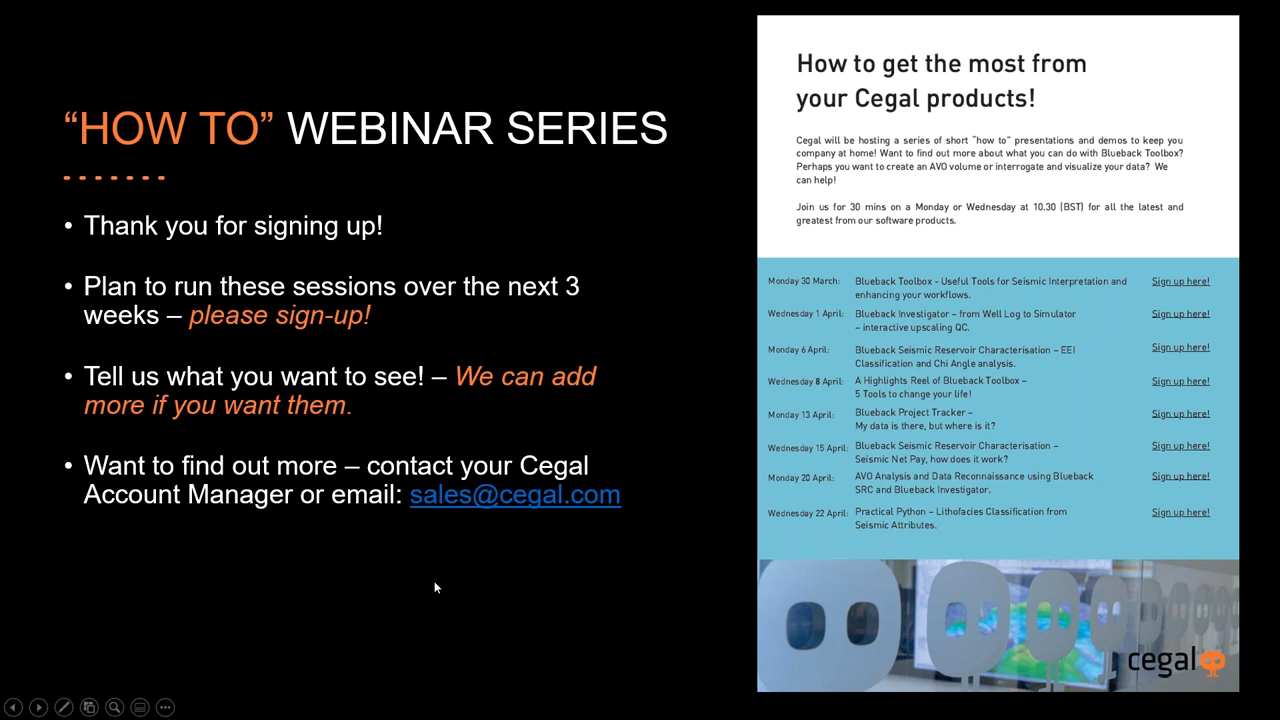 “HOW TO” WEBINAR SERIES
• Thank you for signing up!
• Plan to run these sessions over the next 3
weeks – please sign-up!
• Tell us what you want to see! – We can add
more if you want them.
• Want to find out more – contact your Cegal
Account Manager or email: sales@cegal.com
How to get the most from
your Cegal products!
Cegal will be hosting a series of short "how to" presentations and demos to keep you
company at home! Want to find out more about what you can do with Blueback Toolbox?
Perhaps you want to create an AVO volume or interrogate and visualize your data? We
can help!
Join us for 30 mins on a Monday or Wednesday at 10.30 (BST) for all the latest and
greatest from our software products.
Monday 30 March: Blueback Toolbox - Useful Tools for Seismic Interpretation and Sign up here!
enhancing your workflows.
Wednesday 1 April: Blueback Investigator – from Well Log to Simulator Sign up here!
– interactive upscaling QC.
Monday 6 April: Blueback Seismic Reservoir Characterisation – EEI Sign up here!
Classification and Chi Angle analysis.
Wednesday 8 April: A Highlights Reel of Blueback Toolbox – Sign up here!
5 Tools to change your life!
Monday 13 April: Blueback Project Tracker – Sign up here!
My data is there, but where is it?
Wednesday 15 April: Blueback Seismic Reservoir Characterisation – Sign up here!
Seismic Net Pay, how does it work?
Monday 20 April: AVO Analysis and Data Reconnaissance using Blueback Sign up here!
SRC and Blueback Investigator.
Wednesday 22 April: Practical Python – Lithofacies Classification from Sign up here!
Seismic Attributes.
cegal